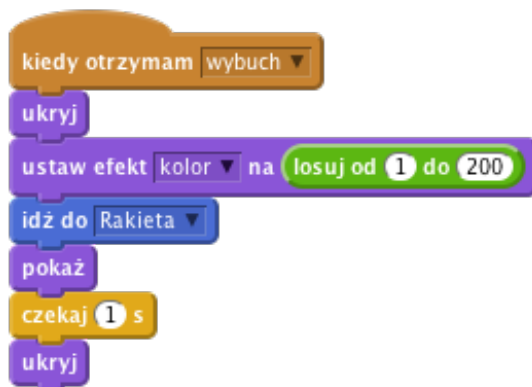 kiedy otrzymam wybuch
ukryj
ustaw efekt kolor na losuj od 1 do 200
idź do Rakieta
pokaż
czekaj 1 s
ukryj